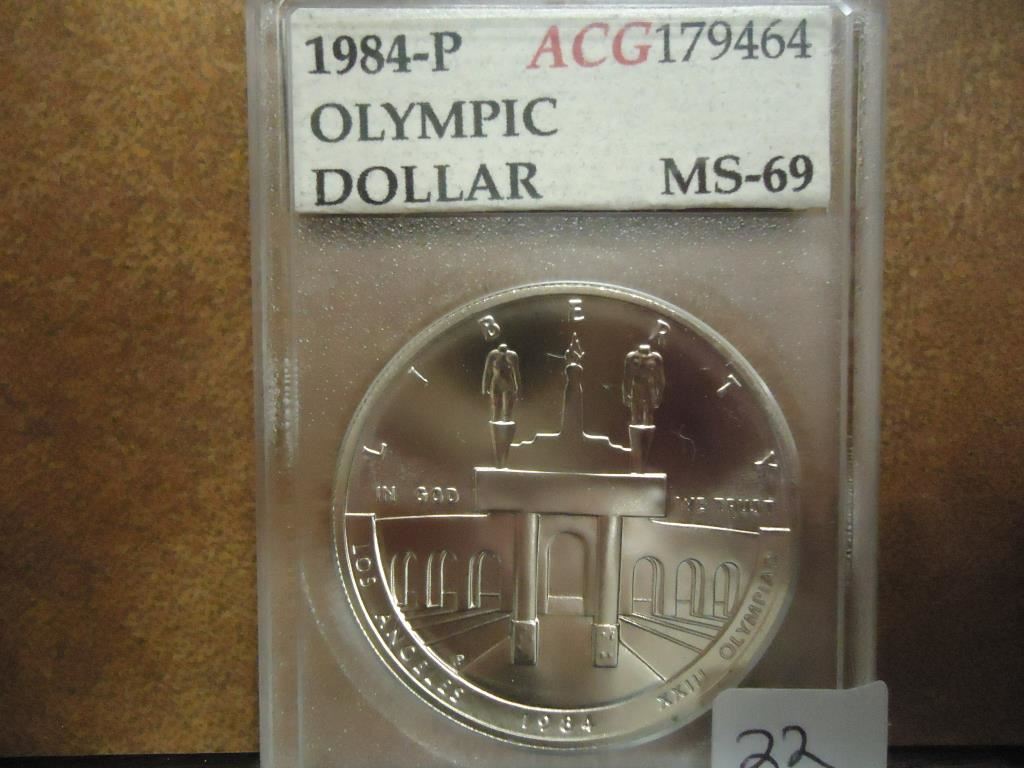 1984-P ACG179464
OLYMPIC
DOLLAR MS-69
LIBERTY
IN GOD WE TRUST
LOS ANGELES 1984 XXIII OLYMPIAD
P
22